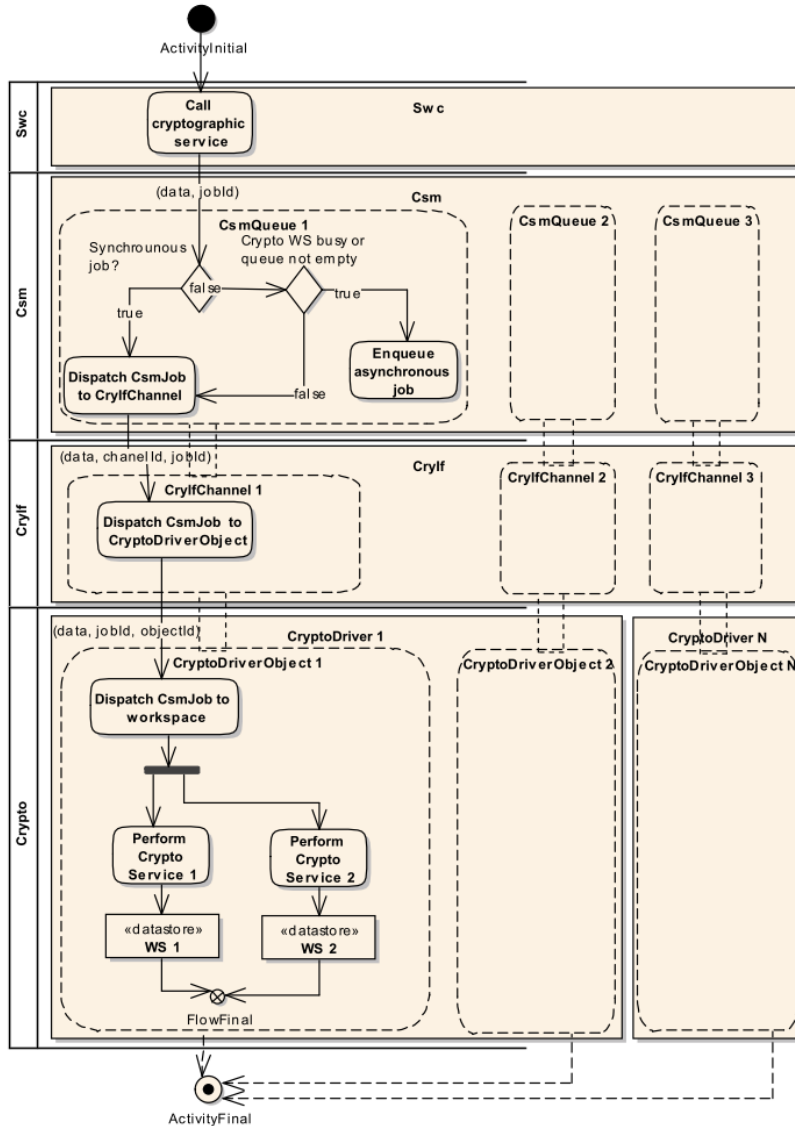 ActivityInitial
Swc
Swc
Call
cryptographic
service
(data, jobId)
Csm
Csm
CsmQueue 1
CsmQueue 2
CsmQueue 3
Synchrounous
job?
Crypto WS busy or
queue not empty
false
true
true
Dispatch CsmJob
to CryIfChannel
false
Enqueue
asynchronous
job
(data, chanelId, jobId)
CryIf
CryIf
CryIfChannel 1
CryIfChannel 2
CryIfChannel 3
Dispatch CsmJob to
CryptoDriverObject
(data, jobId, objectId)
Crypto
CryptoDriver 1
CryptoDriver N
CryptoDriverObject 1
CryptoDriverObject 2
CryptoDriverObject N
Dispatch CsmJob to
workspace
Perform
Crypto
Service 1
Perform
Crypto
Service 2
«datastore»
WS 1
«datastore»
WS 2
FlowFinal
ActivityFinal